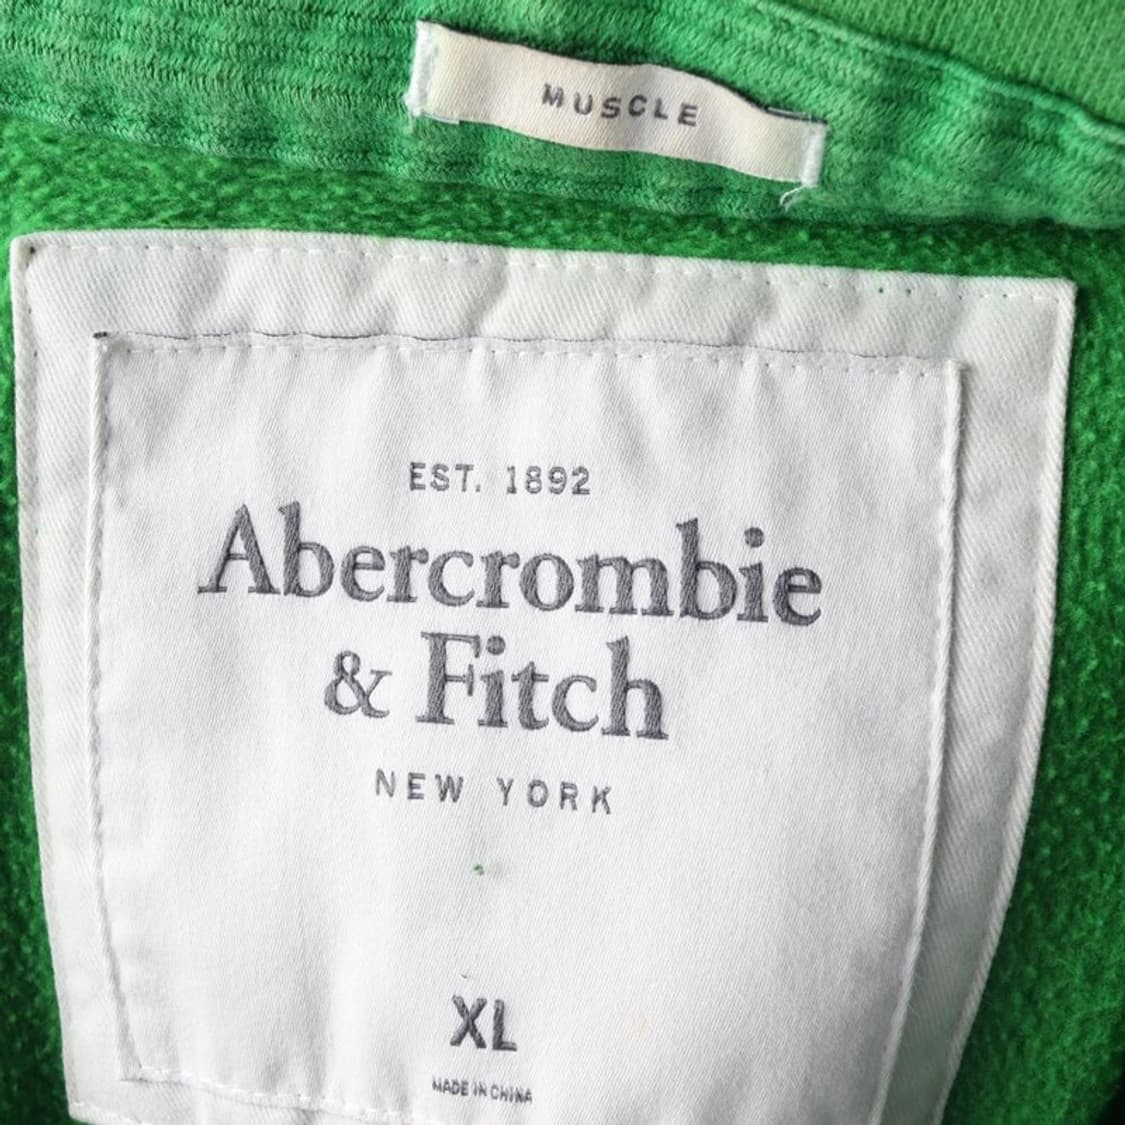 MUSCLE
EST. 1892
Abercrombie
& Fitch
NEW YORK
XL
MADE IN CHINA